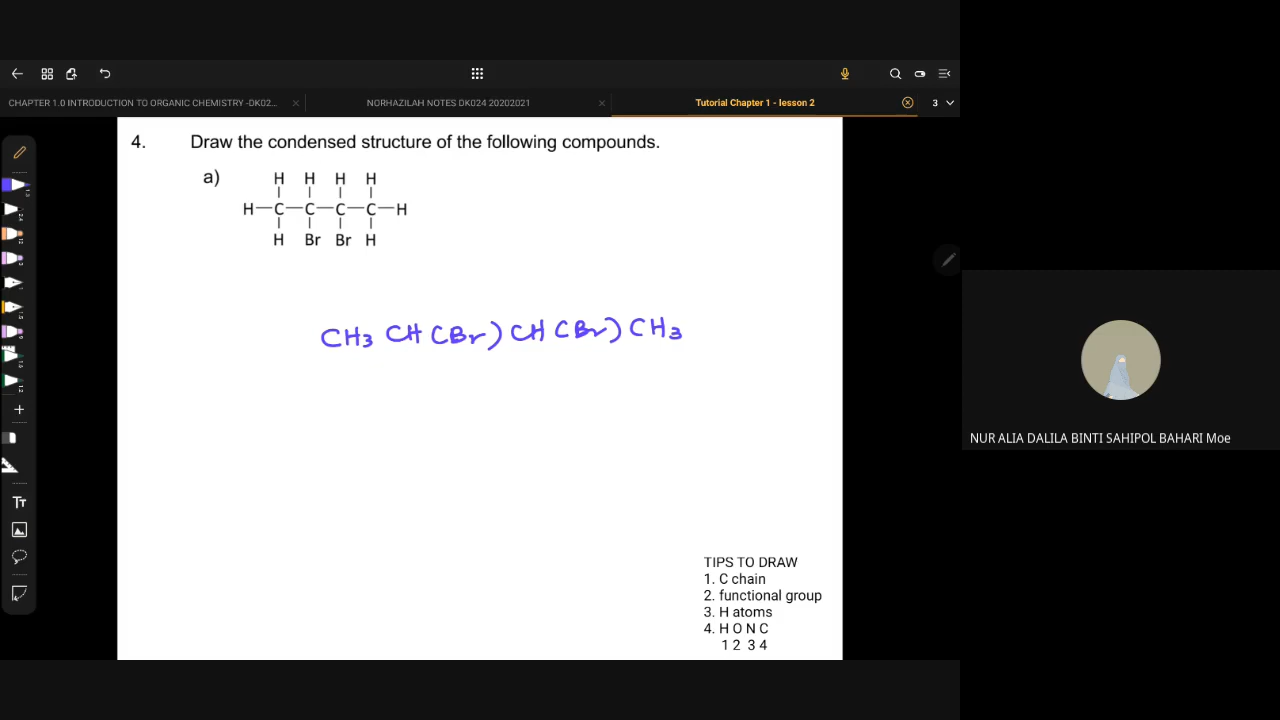 CHAPTER 1.0 INTRODUCTION TO ORGANIC CHEMISTRY -DK02...
NORHAZILAH NOTES DK024 20202021
Tutorial Chapter 1 - lesson 2
3
4. Draw the condensed structure of the following compounds.
a)
H H H H
H—C—C—C—C—H
H Br Br H
CH3 CH (Br) CH (Br) CH3
TIPS TO DRAW
1. C chain
2. functional group
3. H atoms
4. H O N C
1 2 3 4
Tт
NUR ALIA DALILA BINTI SAHIPOL BAHARI Moe